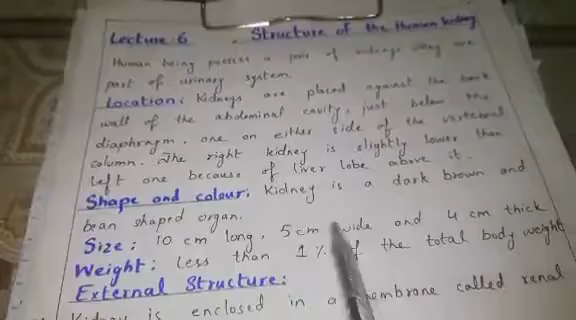 Lecture 6 . Structure of the Human kidney
Human being possess a pair of kidneys they are
part of urinary system.
Location: Kidneys are placed against the back
wall of the abdominal cavity, just below the
diaphragm, one on either side of the vertebral
column. The right kidney is slightly lower than
left one because of liver lobe above it.
Shape and colour: Kidney is a dark brown and
bean shaped organ.
Size: 10 cm long, 5cm wide and 4 cm thick
Weight: less than 1 % of the total body weight
External Structure:
Kidney is enclosed in a membrane called renal